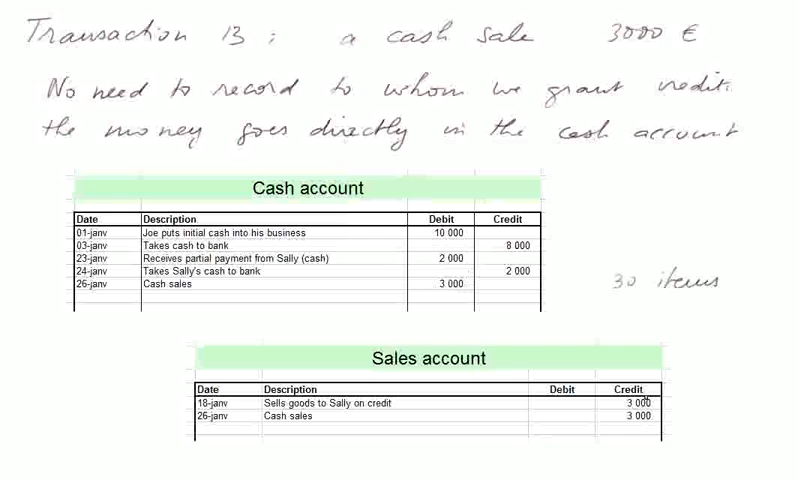 Transaction 13 : a cash sale 3000 €
No need to record to whom we grant credit.
the money goes directly in the cash account
Cash account
Date Description Debit Credit
01-janv Joe puts initial cash into his business 10 000
03-janv Takes cash to bank 8 000
23-janv Receives partial payment from Sally (cash) 2 000
24-janv Takes Sally's cash to bank 2 000
26-janv Cash sales 3 000
30 items
Sales account
Date Description Debit Credit
18-janv Sells goods to Sally on credit 3 000
26-janv Cash sales 3 000